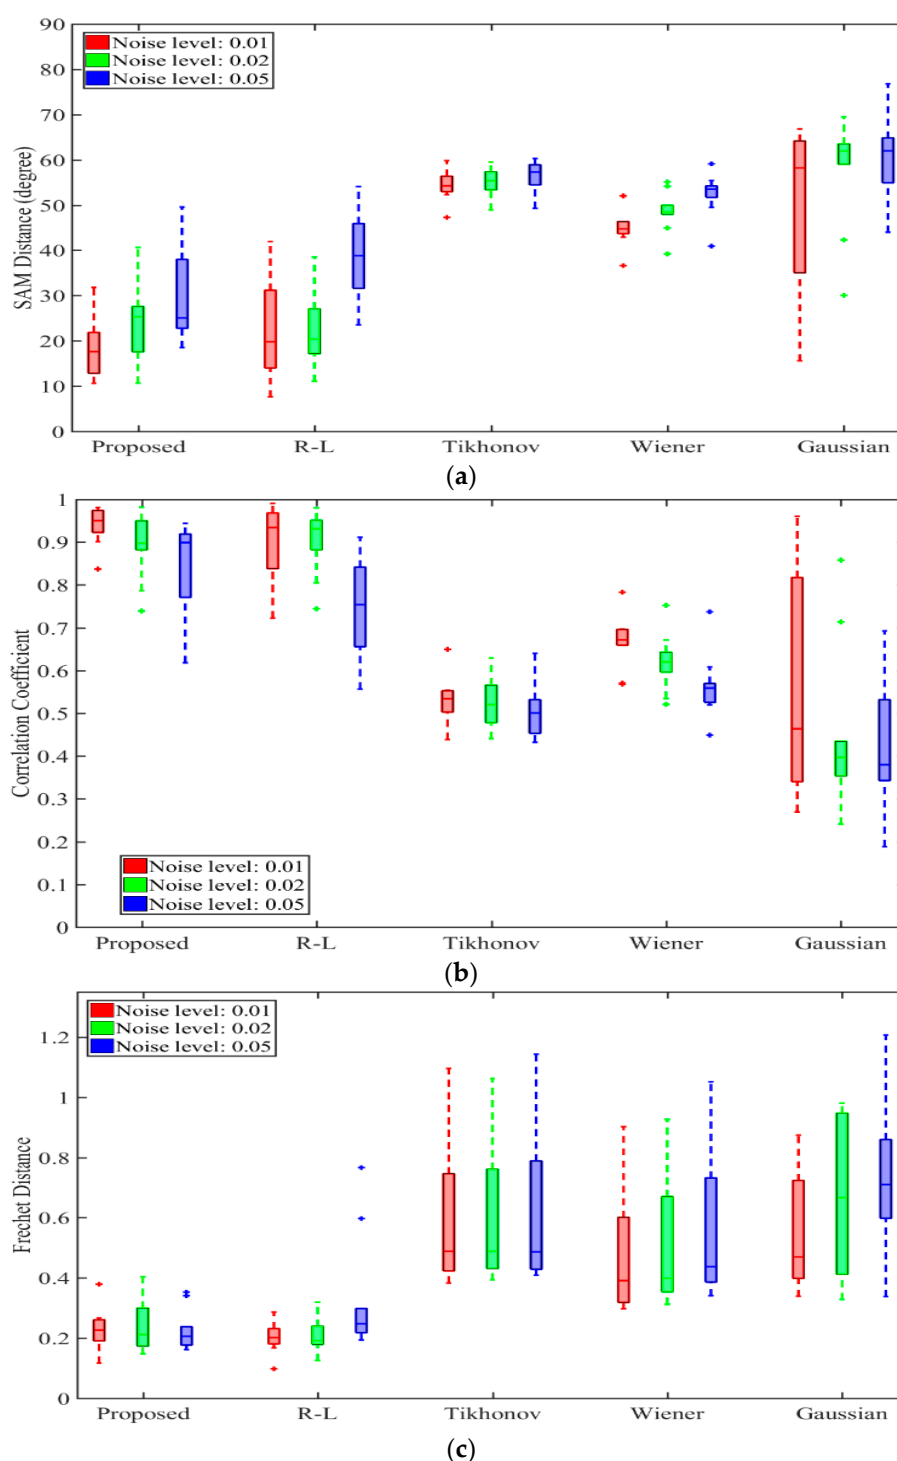 90
80
70
60
50
40
30
20
10
0
SAM Distance (degree)
Noise level: 0.01
Noise level: 0.02
Noise level: 0.05
Proposed R-L Tikhonov Wiener Gaussian
(a)
1
0.9
0.8
0.7
0.6
0.5
0.4
0.3
0.2
0.1
0
Correlation Coefficient
Noise level: 0.01
Noise level: 0.02
Noise level: 0.05
Proposed R-L Tikhonov Wiener Gaussian
(b)
1.2
1
0.8
0.6
0.4
0.2
0
Frechet Distance
Noise level: 0.01
Noise level: 0.02
Noise level: 0.05
Proposed R-L Tikhonov Wiener Gaussian
(c)